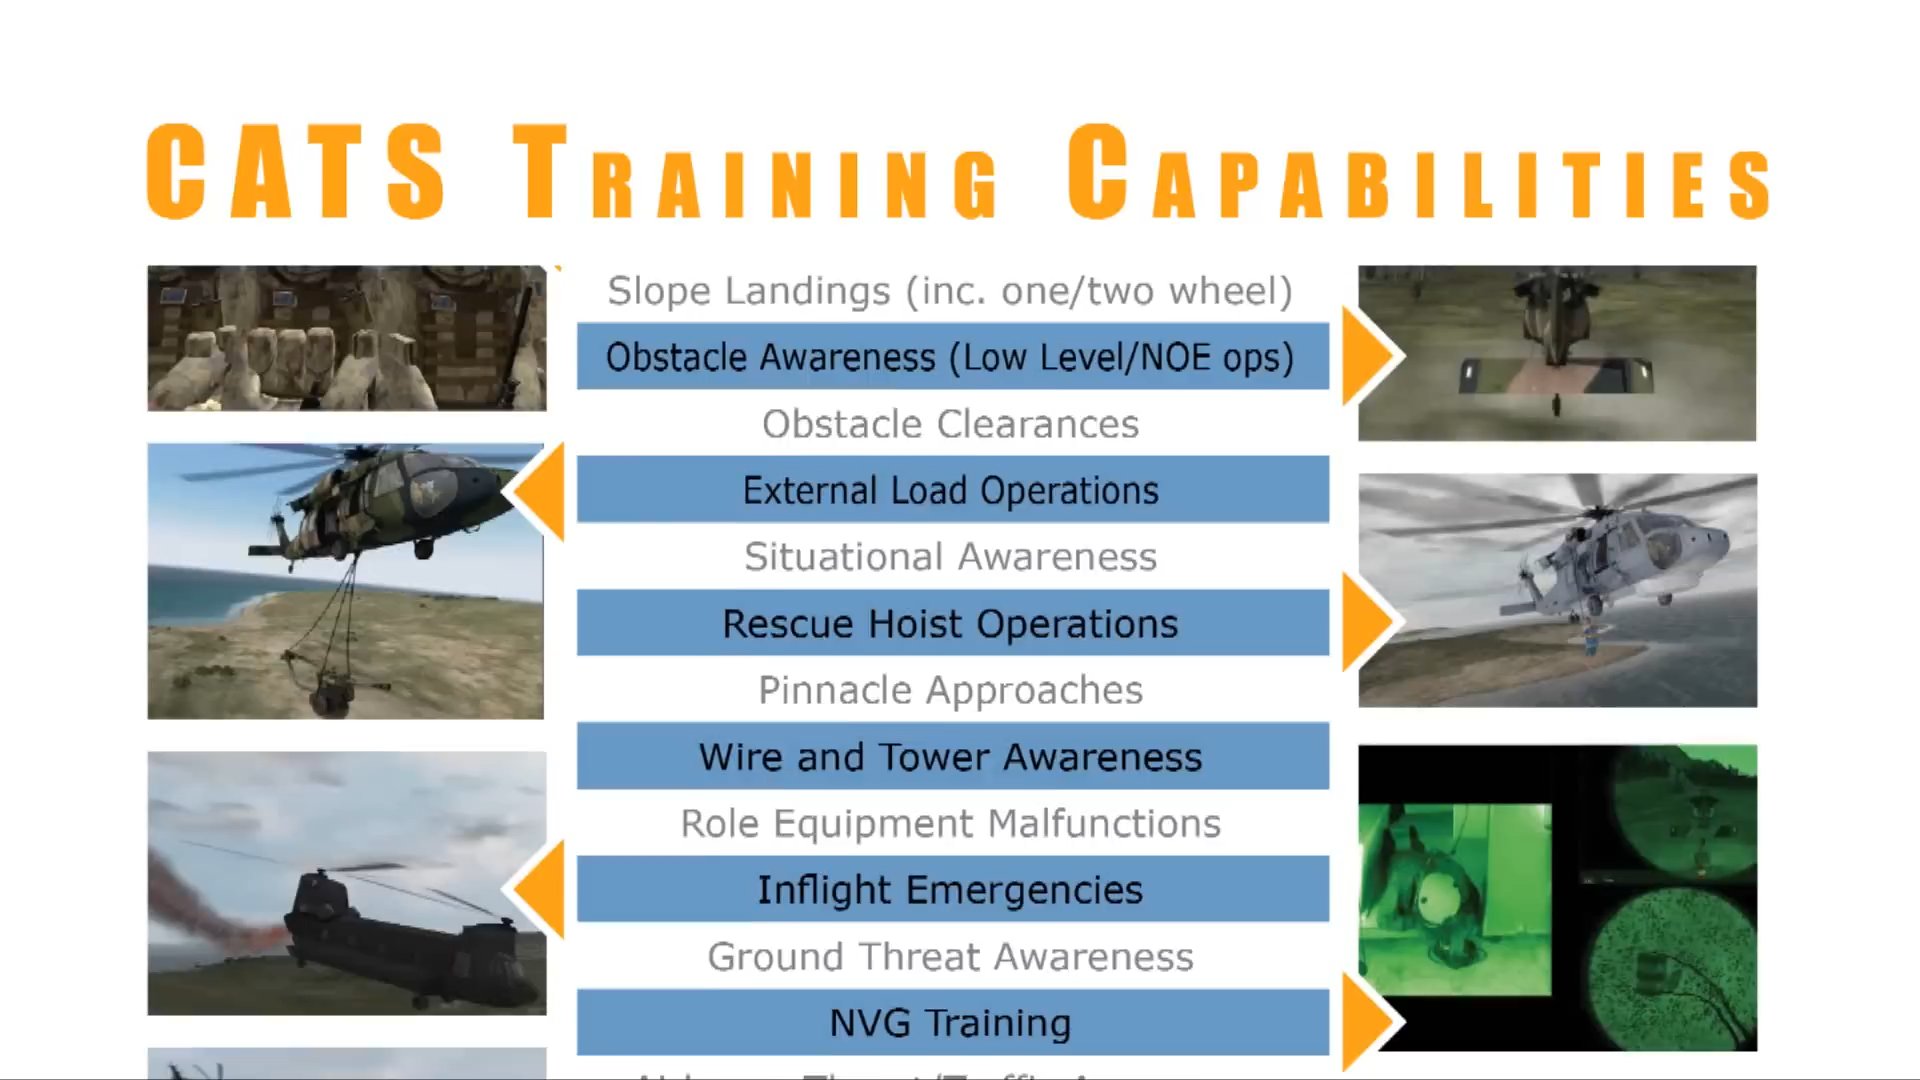 CATS TRAINING CAPABILITIES
Slope Landings (inc. one/two wheel)
Obstacle Awareness (Low Level/NOE ops)
Obstacle Clearances
External Load Operations
Situational Awareness
Rescue Hoist Operations
Pinnacle Approaches
Wire and Tower Awareness
Role Equipment Malfunctions
Inflight Emergencies
Ground Threat Awareness
NVG Training